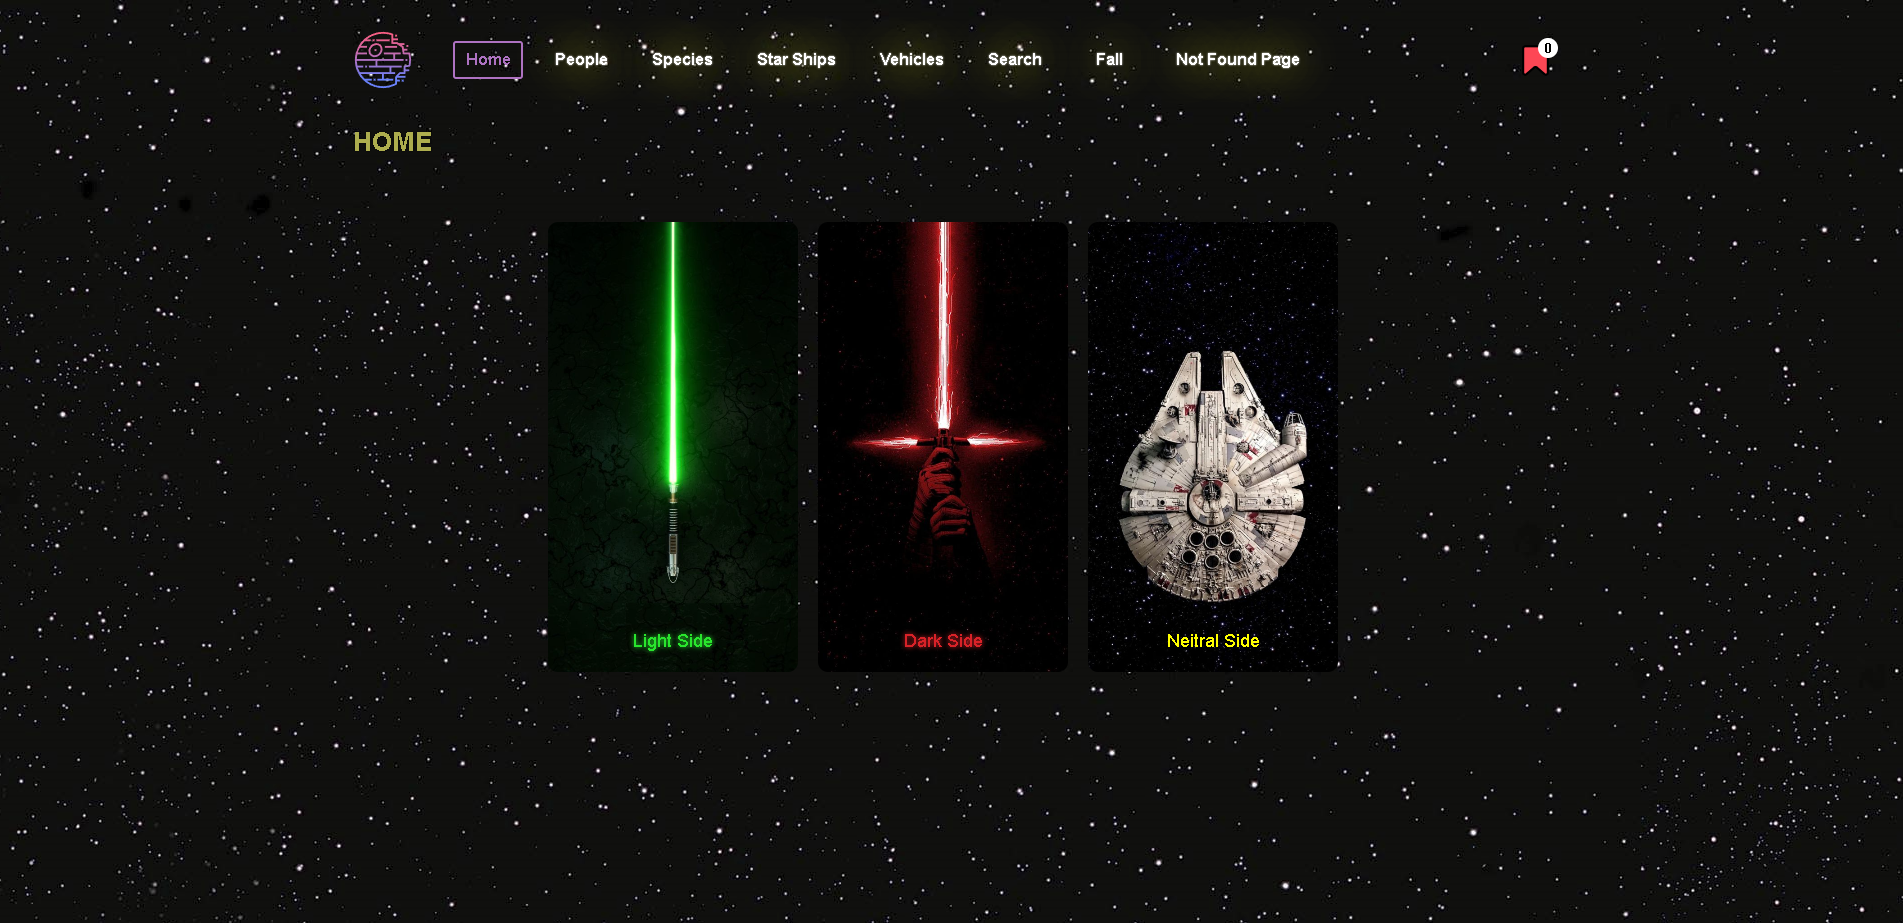 Home People Species Star Ships Vehicles Search Fall Not Found Page 0
HOME
Light Side Dark Side Neitral Side